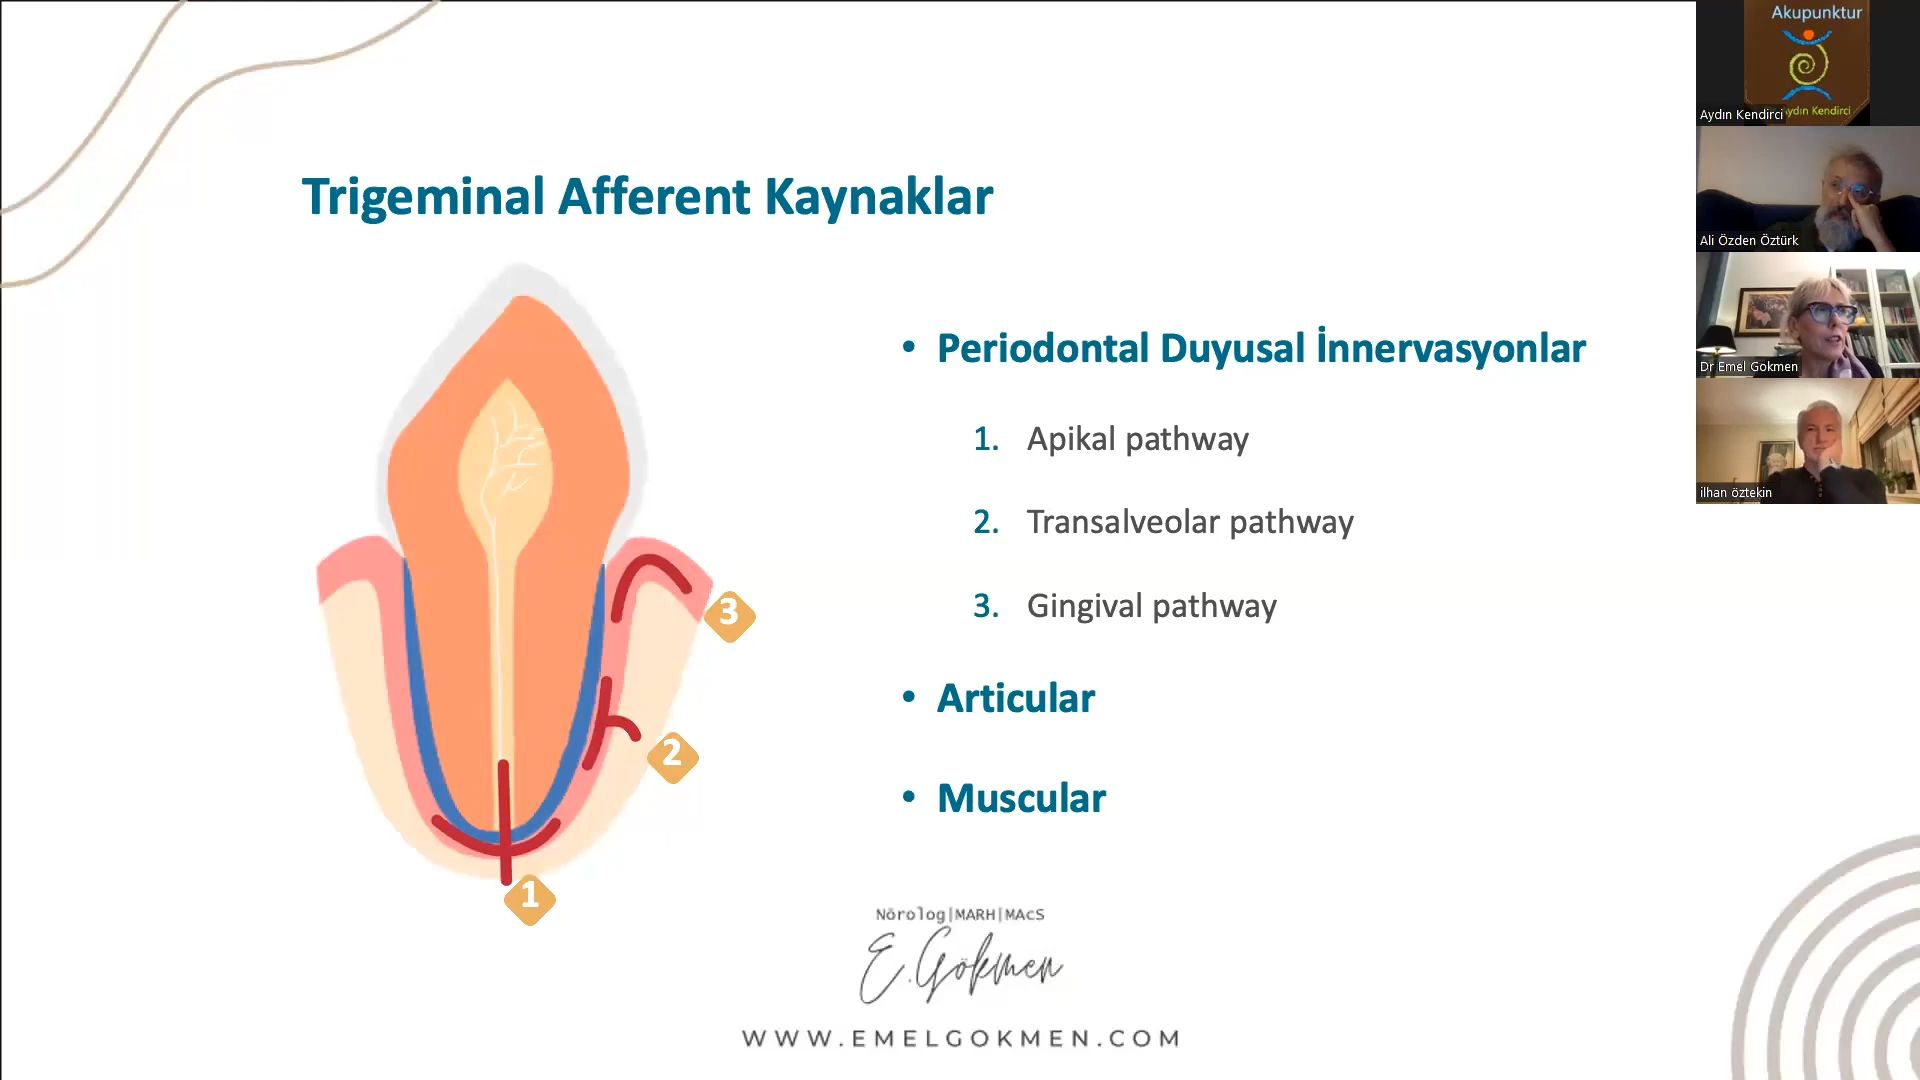 Trigeminal Afferent Kaynaklar
• Periodontal Duyusal İnnervasyonlar
1. Apikal pathway
2. Transalveolar pathway
3. Gingival pathway
• Articular
• Muscular
3
2
1
Nörolog|MARH|MAcS
E.Gökmen
WWW.EMELGOKMEN.COM
Akupunktur
Aydın Kendirci
Aydın Kendirci
Ali Özden Öztürk
Dr Emel Gokmen
ilhan öztekin